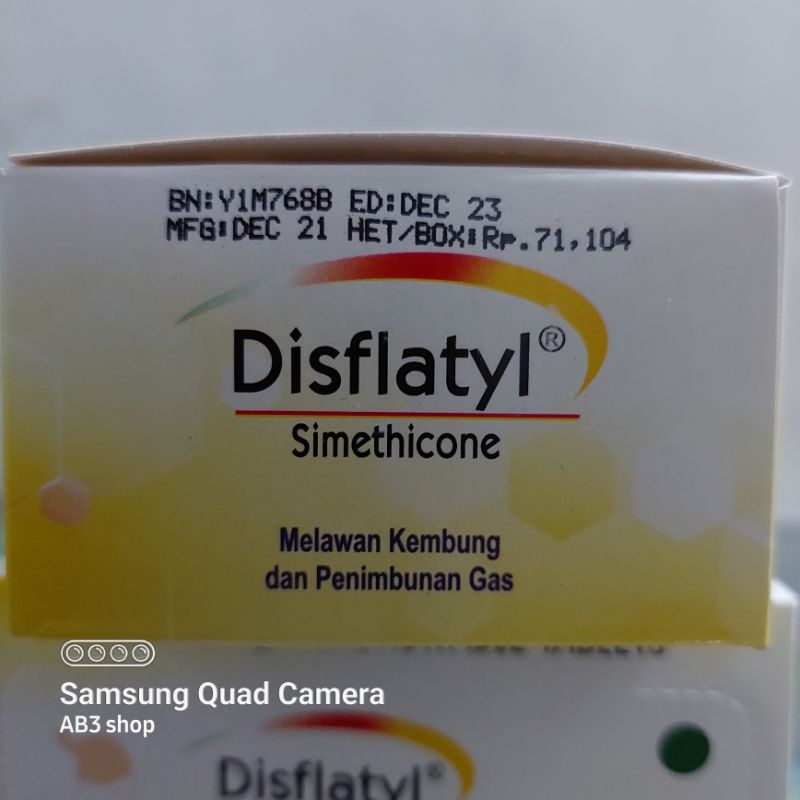 BN:Y1M768B ED:DEC 23
MFG:DEC 21 HET/BOX:Rp.71,104
Disflatyl®
Simethicone
Melawan Kembung
dan Penimbunan Gas
Samsung Quad Camera
AB3 shop
Disflatyl®